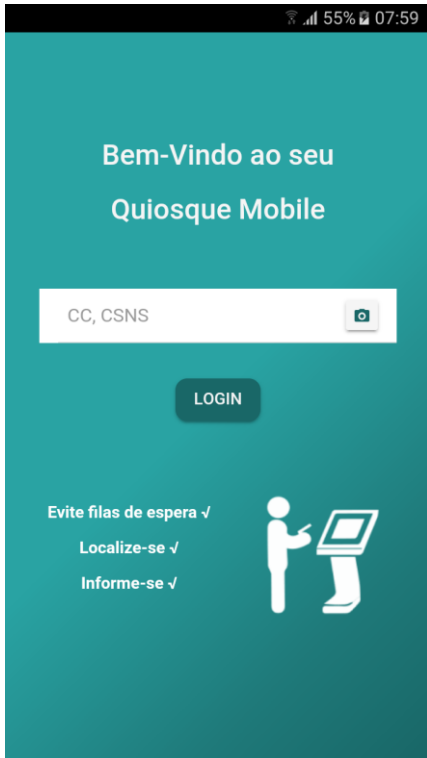 55% 07:59
Bem-Vindo ao seu
Quiosque Mobile
CC, CSNS
LOGIN
Evite filas de espera √
Localize-se √
Informe-se √